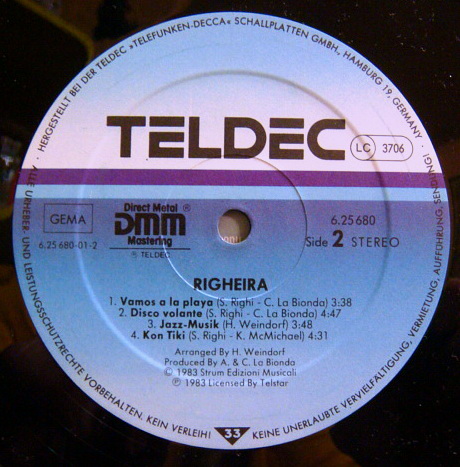 HERGESTELLT BEI DER TELDEC »TELEFUNKEN-DECCA« SCHALLPLATTEN GMBH., HAMBURG 19, GERMANY ·
TELDEC
LC 3706
GEMA
6.25 680-01-2
Direct Metal ®
DMM
Mastering
℗ TELDEC
6.25 680
Side 2 STEREO
RIGHEIRA
1. Vamos a la playa (S. Righi - C. La Bionda) 3:38
2. Disco volante (S. Righi - C. La Bionda) 4:47
3. Jazz-Musik (H. Weindorf) 3:48
4. Kon Tiki (S. Righi - K. McMichael) 4:31
Arranged By H. Weindorf
Produced By A. & C. La Bionda
© 1983 Strum Edizioni Musicali
℗ 1983 Licensed By Telstar
33
ALLE URHEBER- UND LEISTUNGSSCHUTZRECHTE VORBEHALTEN. KEIN VERLEIH!
KEINE UNERLAUBTE VERVIELFÄLTIGUNG, VERMIETUNG, AUFFÜHRUNG, SENDUNG!